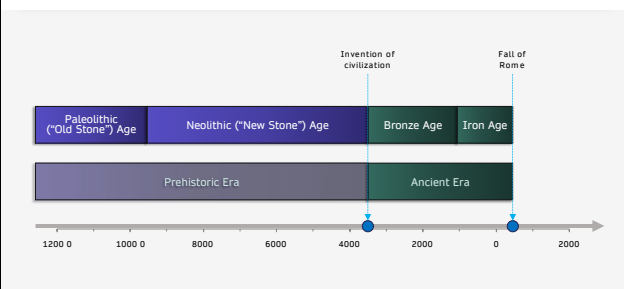 Invention of
civilization
Fall of
Rome
Paleolithic
("Old Stone") Age
Neolithic ("New Stone") Age
Bronze Age
Iron Age
Prehistoric Era
Ancient Era
1200 0 1000 0 8000 6000 4000 2000 0 2000